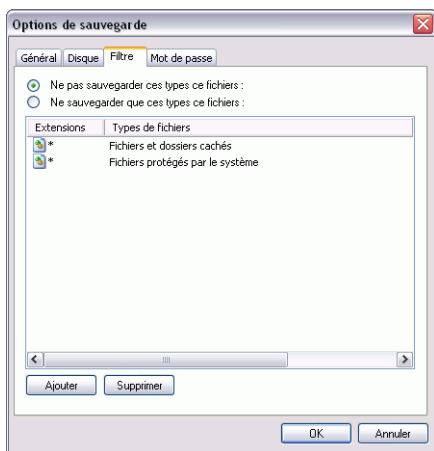 Options de sauvegarde
Général Disque Filtre Mot de passe
Ne pas sauvegarder ces types ce fichiers :
Ne sauvegarder que ces types ce fichiers :
Extensions Types de fichiers
* Fichiers et dossiers cachés
* Fichiers protégés par le système
Ajouter Supprimer
OK Annuler